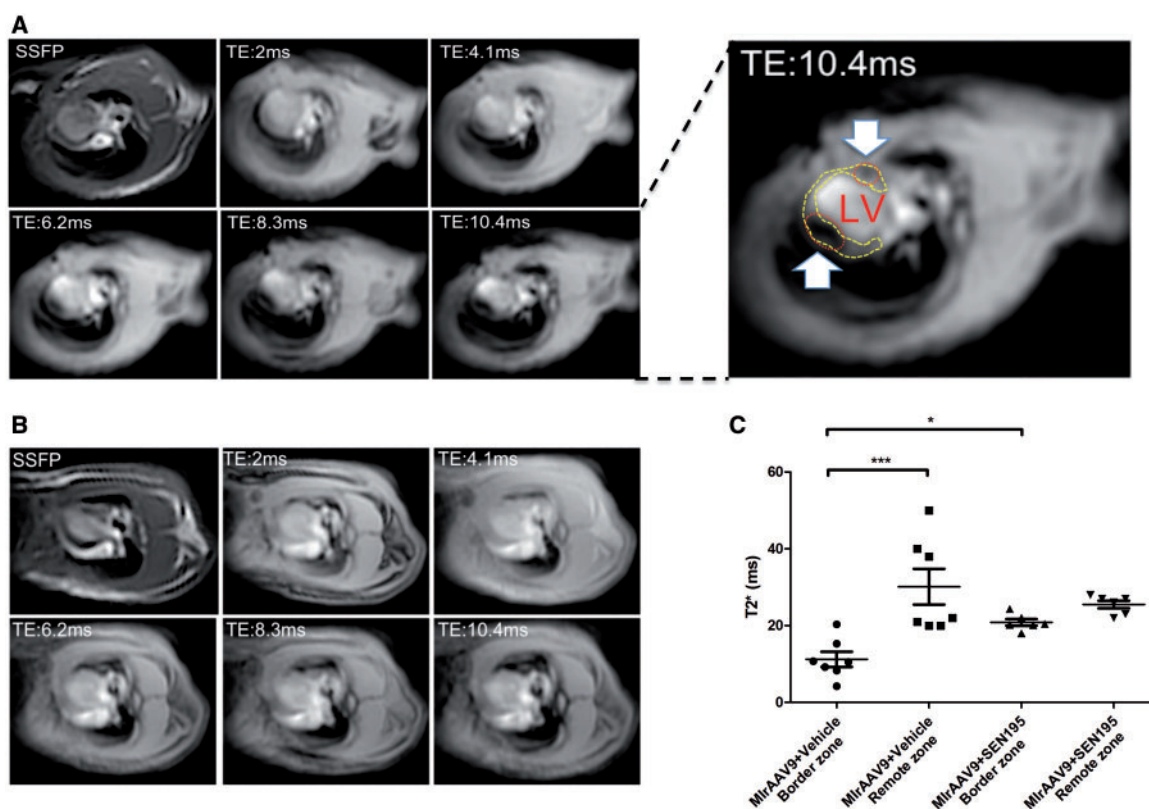 A
SSFP
TE:2ms
TE:4.1ms
TE:6.2ms
TE:8.3ms
TE:10.4ms
TE:10.4ms
LV
B
SSFP
TE:2ms
TE:4.1ms
TE:6.2ms
TE:8.3ms
TE:10.4ms
C
*
***
60
40
20
0
T2* (ms)
MIrAAV9+Vehicle
Border zone
MIrAAV9+Vehicle
Remote zone
MIrAAV9+SEN195
Border zone
MIrAAV9+SEN195
Remote zone